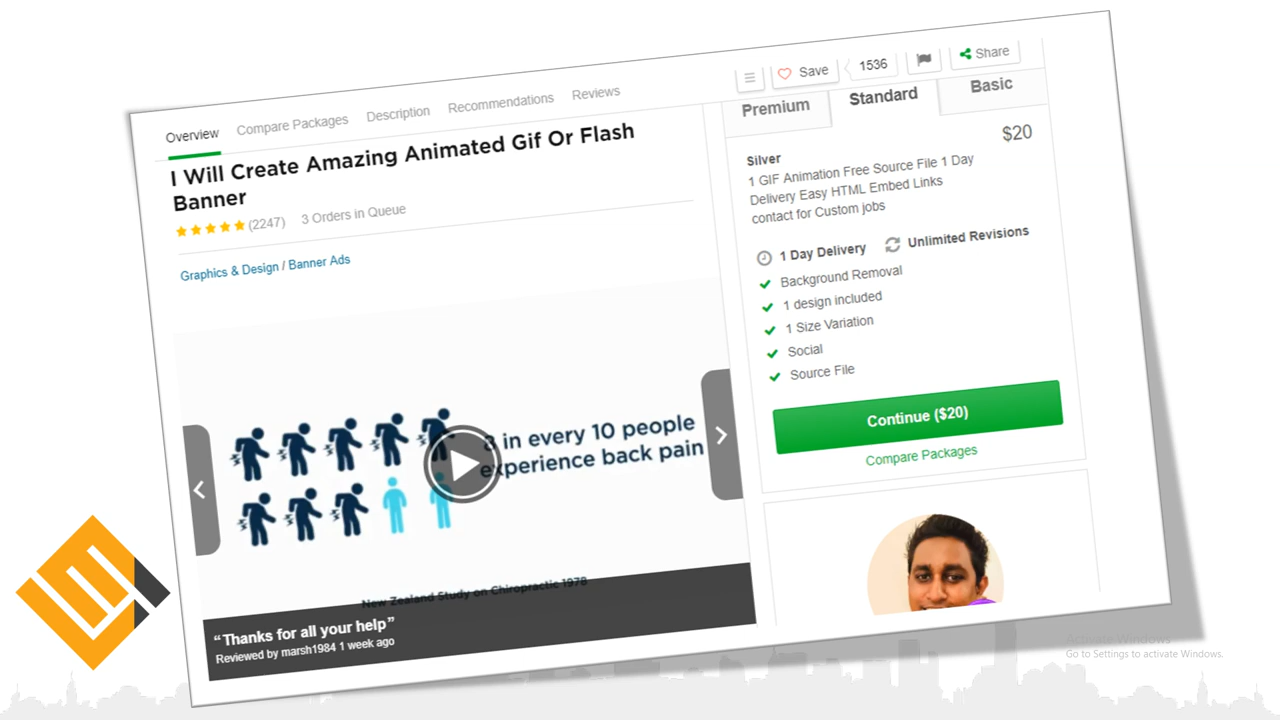 Overview
Compare Packages
Description
Recommendations
Reviews
Save
1536
Share
I Will Create Amazing Animated Gif Or Flash
Banner
(2247)
3 Orders in Queue
Graphics & Design / Banner Ads
in every 10 people
experience back pain
New Zealand Study on Chiropractic 1978
“Thanks for all your help”
Reviewed by marsh1984 1 week ago
Premium
Standard
Basic
$20
Silver
1 GIF Animation Free Source File 1 Day
Delivery Easy HTML Embed Links
contact for Custom jobs
1 Day Delivery
Unlimited Revisions
Background Removal
1 design included
1 Size Variation
Social
Source File
Continue ($20)
Compare Packages
Activate Windows
Go to Settings to activate Windows.